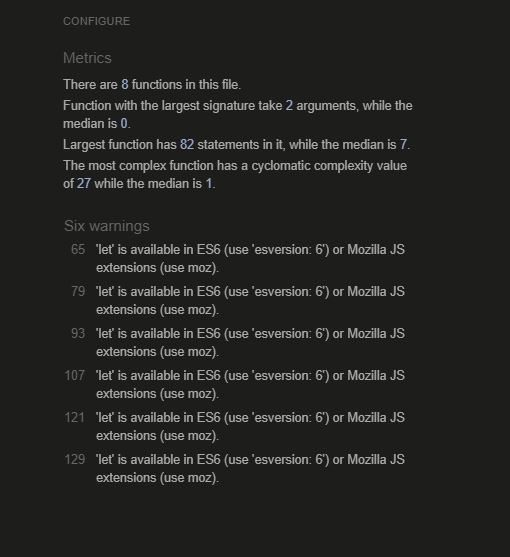 CONFIGURE
Metrics
There are 8 functions in this file.
Function with the largest signature take 2 arguments, while the
median is 0.
Largest function has 82 statements in it, while the median is 7.
The most complex function has a cyclomatic complexity value
of 27 while the median is 1.
Six warnings
65 'let' is available in ES6 (use 'esversion: 6') or Mozilla JS
extensions (use moz).
79 'let' is available in ES6 (use 'esversion: 6') or Mozilla JS
extensions (use moz).
93 'let' is available in ES6 (use 'esversion: 6') or Mozilla JS
extensions (use moz).
107 'let' is available in ES6 (use 'esversion: 6') or Mozilla JS
extensions (use moz).
121 'let' is available in ES6 (use 'esversion: 6') or Mozilla JS
extensions (use moz).
129 'let' is available in ES6 (use 'esversion: 6') or Mozilla JS
extensions (use moz).